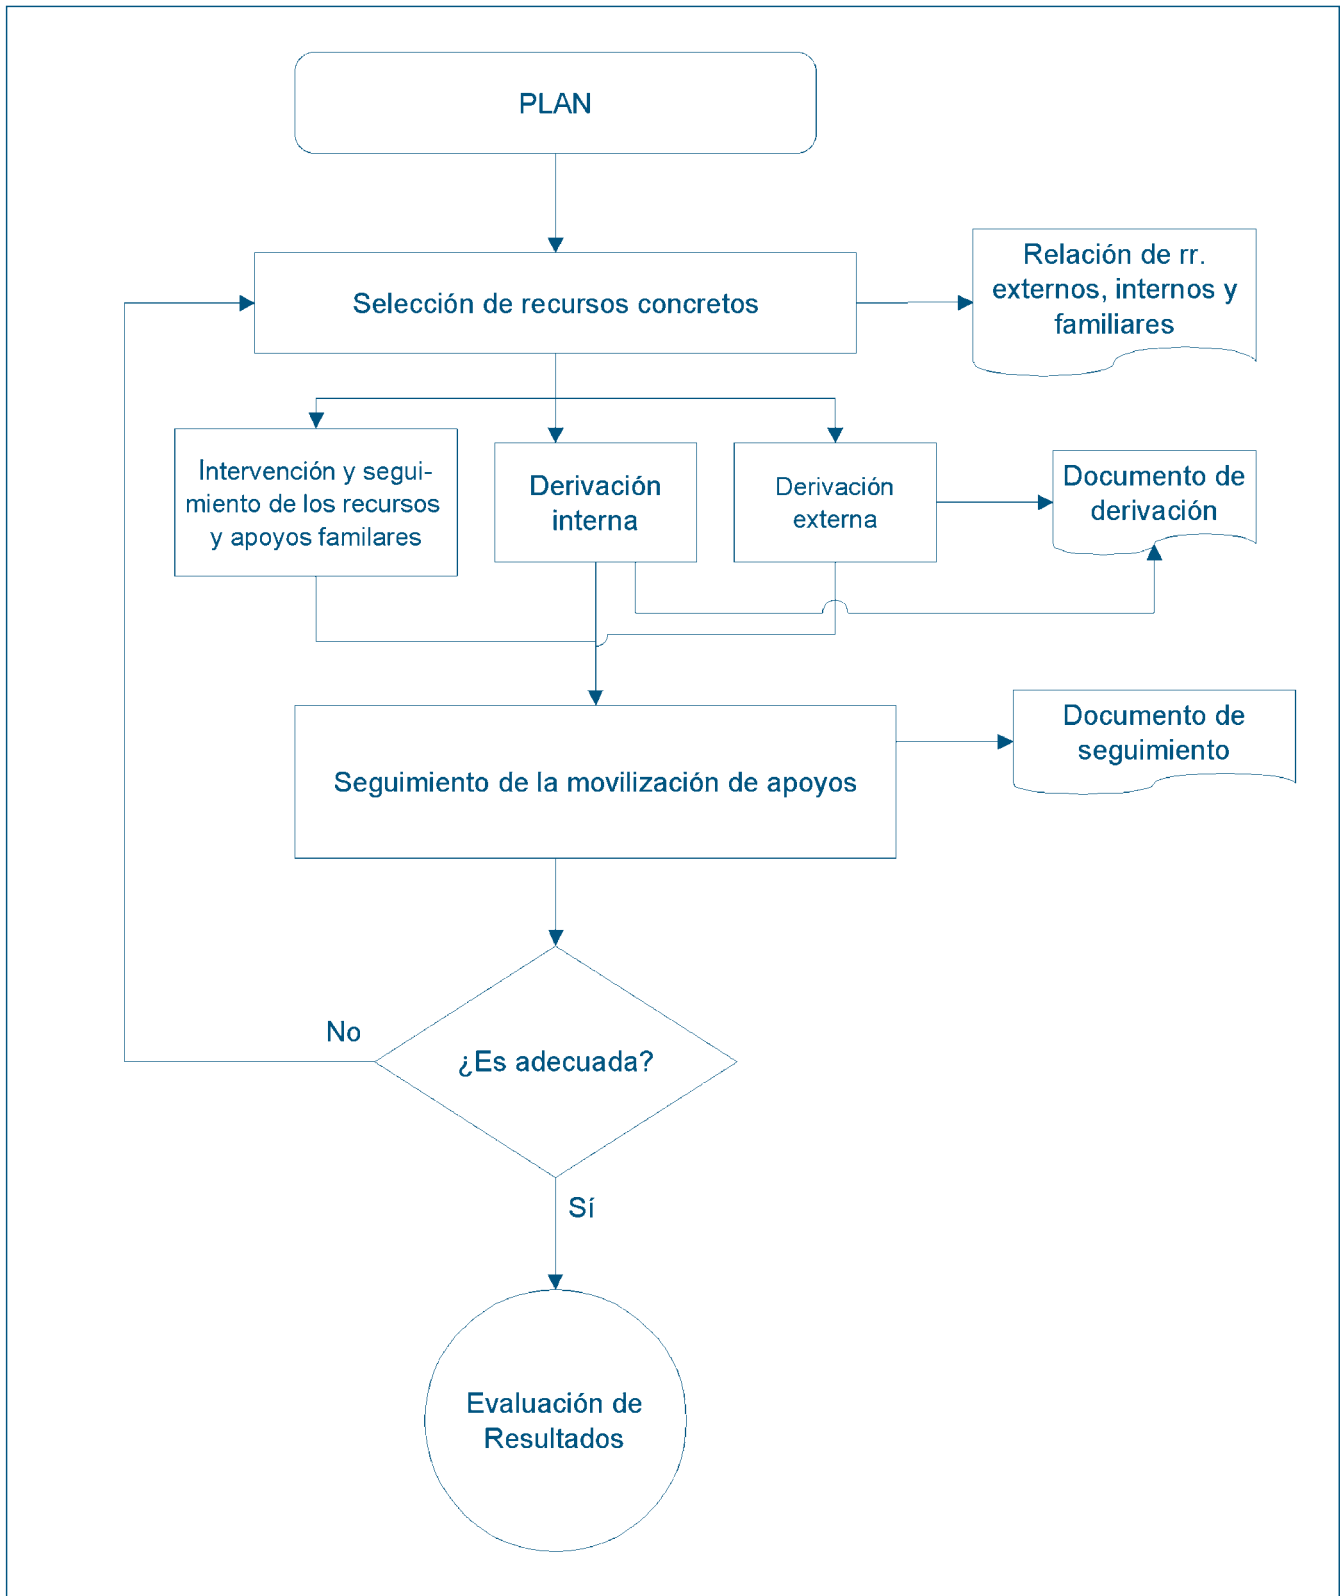 PLAN
Selección de recursos concretos
Relación de rr.
externos, internos y
familiares
Intervención y segui-
miento de los recursos
y apoyos familares
Derivación
interna
Derivación
externa
Documento de
derivación
Seguimiento de la movilización de apoyos
Documento de
seguimiento
No
¿Es adecuada?
Sí
Evaluación de
Resultados